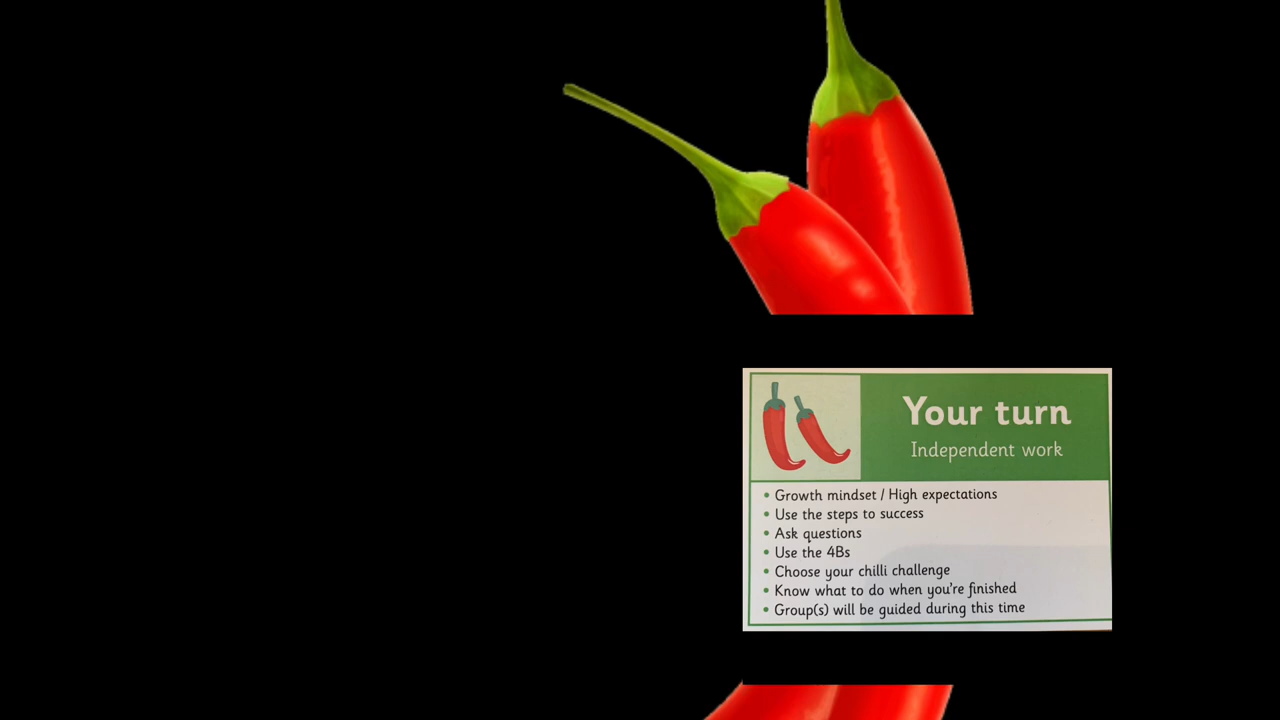 Your turn
Independent work
Growth mindset / High expectations
Use the steps to success
Ask questions
Use the 4Bs
Choose your chilli challenge
Know what to do when you're finished
Group(s) will be guided during this time